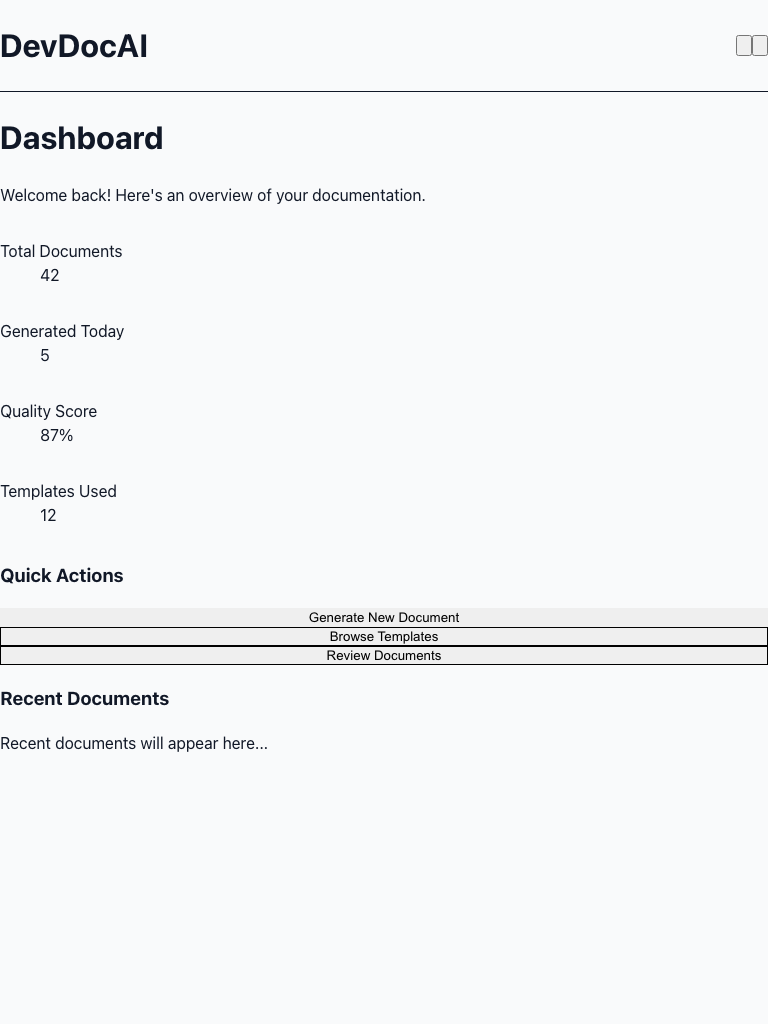 DevDocAI
Dashboard
Welcome back! Here's an overview of your documentation.
Total Documents
42
Generated Today
5
Quality Score
87%
Templates Used
12
Quick Actions
Generate New Document
Browse Templates
Review Documents
Recent Documents
Recent documents will appear here...